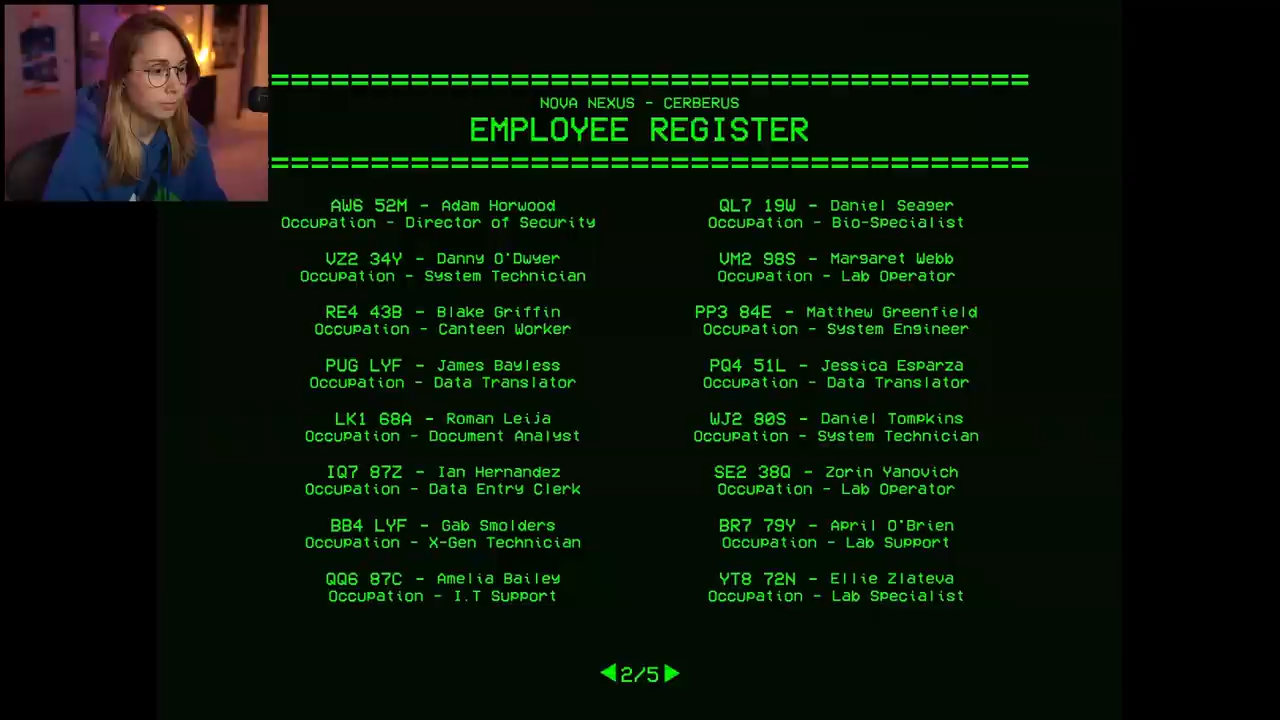 NOVA NEXUS - CERBERUS
EMPLOYEE REGISTER
AW6 52M - Adam Horwood
Occupation - Director of Security
VZ2 34Y - Danny O'Dwyer
Occupation - System Technician
RE4 43B - Blake Griffin
Occupation - Canteen Worker
PUG LYF - James Bayless
Occupation - Data Translator
LK1 68A - Roman Leija
Occupation - Document Analyst
IQ7 87Z - Ian Hernandez
Occupation - Data Entry Clerk
BB4 LYF - Gab Smolders
Occupation - X-Gen Technician
QQ6 87C - Amelia Bailey
Occupation - I.T Support
QL7 19W - Daniel Seager
Occupation - Bio-Specialist
VM2 98S - Margaret Webb
Occupation - Lab Operator
PP3 84E - Matthew Greenfield
Occupation - System Engineer
PQ4 51L - Jessica Esparza
Occupation - Data Translator
WJ2 80S - Daniel Tompkins
Occupation - System Technician
SE2 38Q - Zorin Yanovich
Occupation - Lab Operator
BR7 79Y - April O'Brien
Occupation - Lab Support
YT8 72N - Ellie Zlateva
Occupation - Lab Specialist
2/5